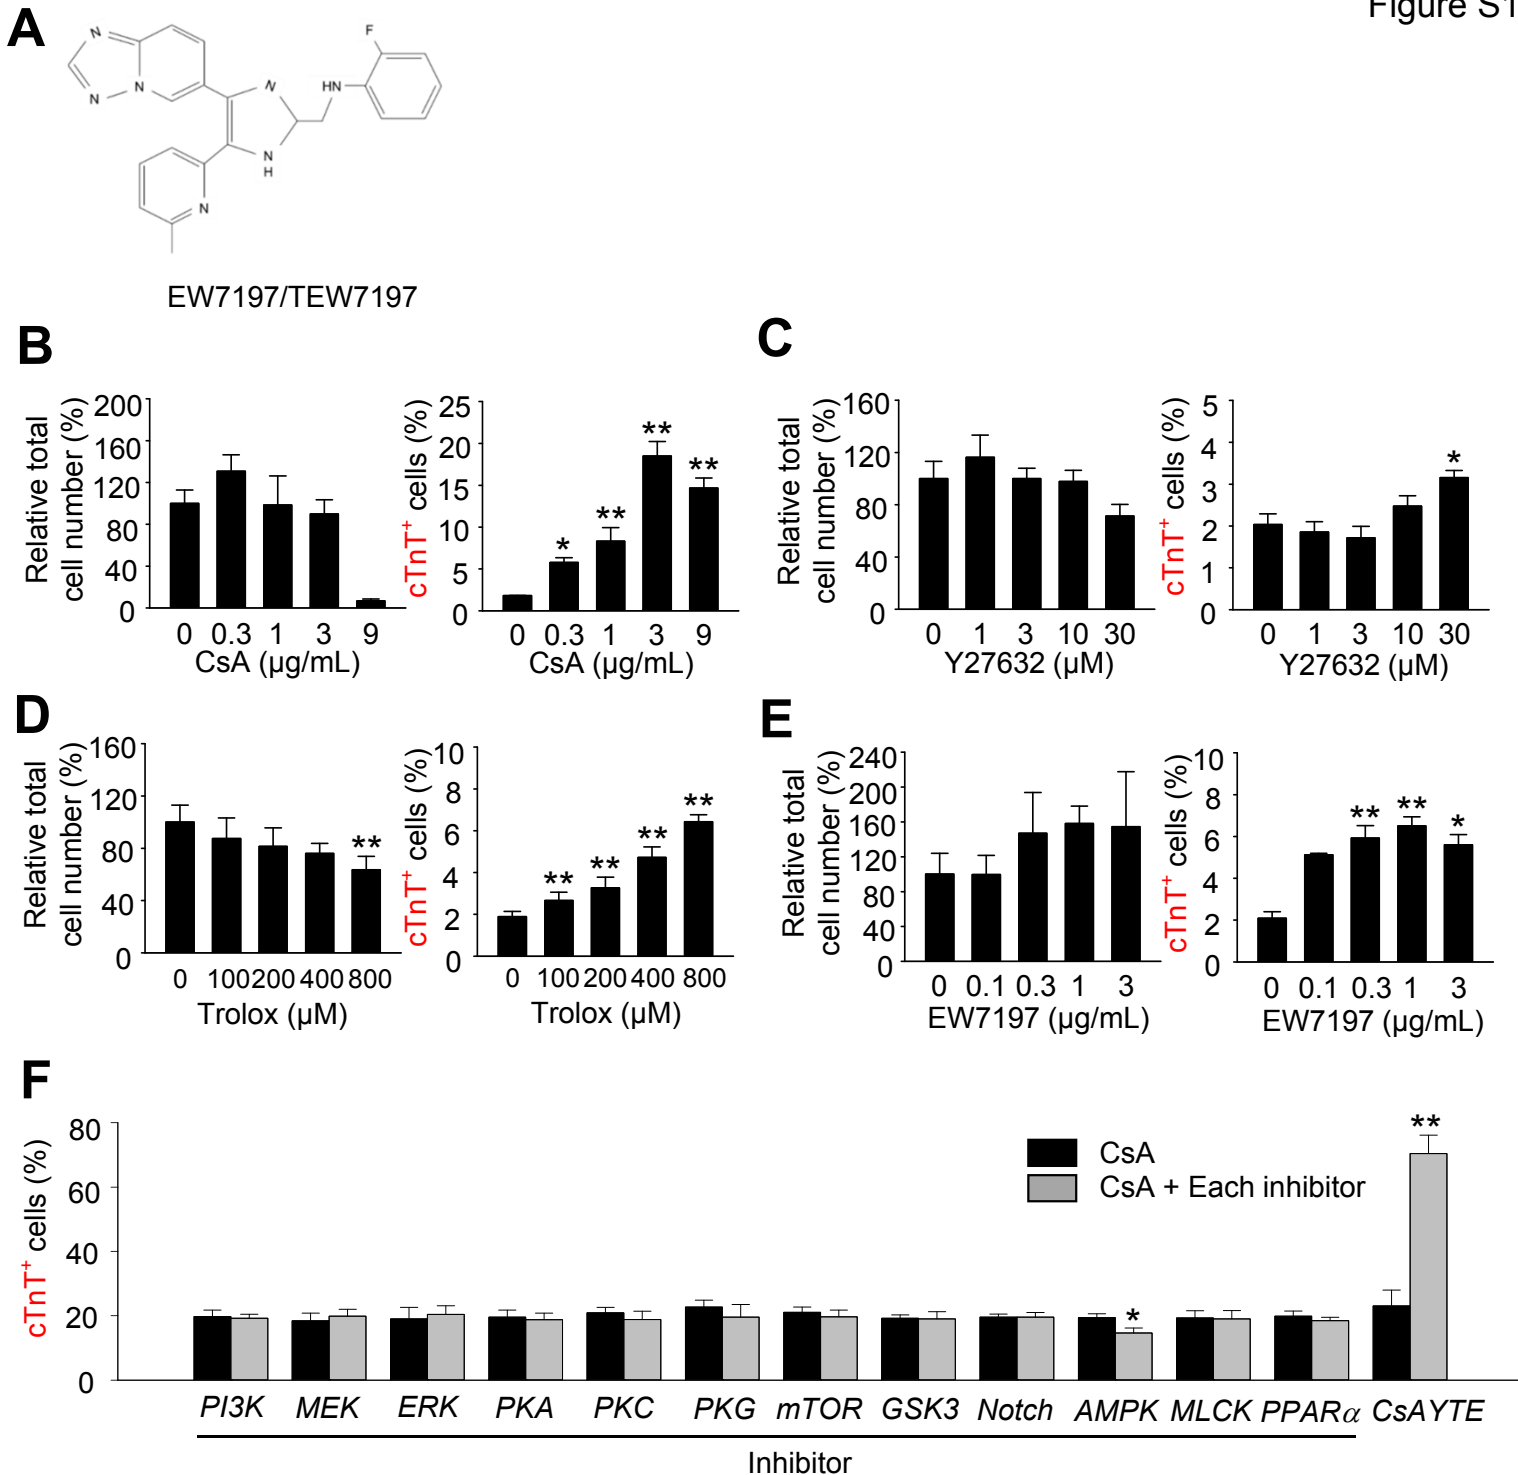 Figure S1
A
N
N
N
N
N
H
HN
F
N
EW7197/TEW7197
B
Relative total
cell number (%)
200
160
120
80
40
0
0 0.3 1 3 9
CsA (µg/mL)
cTnT+ cells (%)
25
20
15
10
5
0
*
**
**
**
0 0.3 1 3 9
CsA (µg/mL)
C
Relative total
cell number (%)
160
120
80
40
0
0 1 3 10 30
Y27632 (µM)
cTnT+ cells (%)
5
4
3
2
1
0
*
0 1 3 10 30
Y27632 (µM)
D
Relative total
cell number (%)
160
120
80
40
0
**
0 100 200 400 800
Trolox (µM)
cTnT+ cells (%)
10
8
6
4
2
0
**
**
**
**
0 100 200 400 800
Trolox (µM)
E
Relative total
cell number (%)
240
200
160
120
80
40
0
0 0.1 0.3 1 3
EW7197 (µg/mL)
cTnT+ cells (%)
10
8
6
4
2
0
**
**
*
0 0.1 0.3 1 3
EW7197 (µg/mL)
F
cTnT+ cells (%)
80
60
40
20
0
CsA
CsA + Each inhibitor
*
**
PI3K MEK ERK PKA PKC PKG mTOR GSK3 Notch AMPK MLCK PPARα CsAYTE
Inhibitor